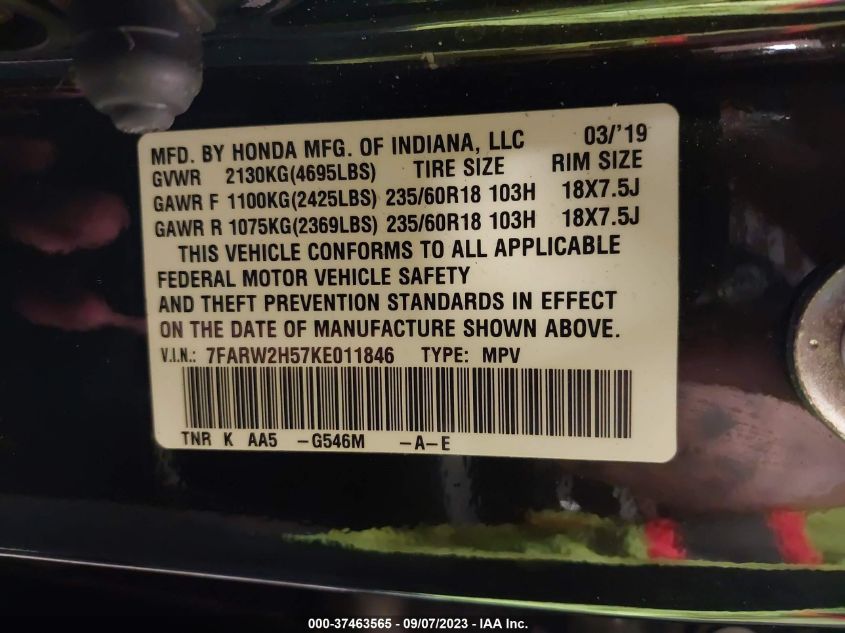 MFD. BY HONDA MFG. OF INDIANA, LLC 03/'19
GVWR 2130KG(4695LBS) TIRE SIZE RIM SIZE
GAWR F 1100KG(2425LBS) 235/60R18 103H 18X7.5J
GAWR R 1075KG(2369LBS) 235/60R18 103H 18X7.5J
THIS VEHICLE CONFORMS TO ALL APPLICABLE
FEDERAL MOTOR VEHICLE SAFETY
AND THEFT PREVENTION STANDARDS IN EFFECT
ON THE DATE OF MANUFACTURE SHOWN ABOVE.
V.I.N.: 7FARW2H57KE011846 TYPE: MPV
TNR K AA5 -G546M -A-E
000-37463565 - 09/07/2023 - IAA Inc.